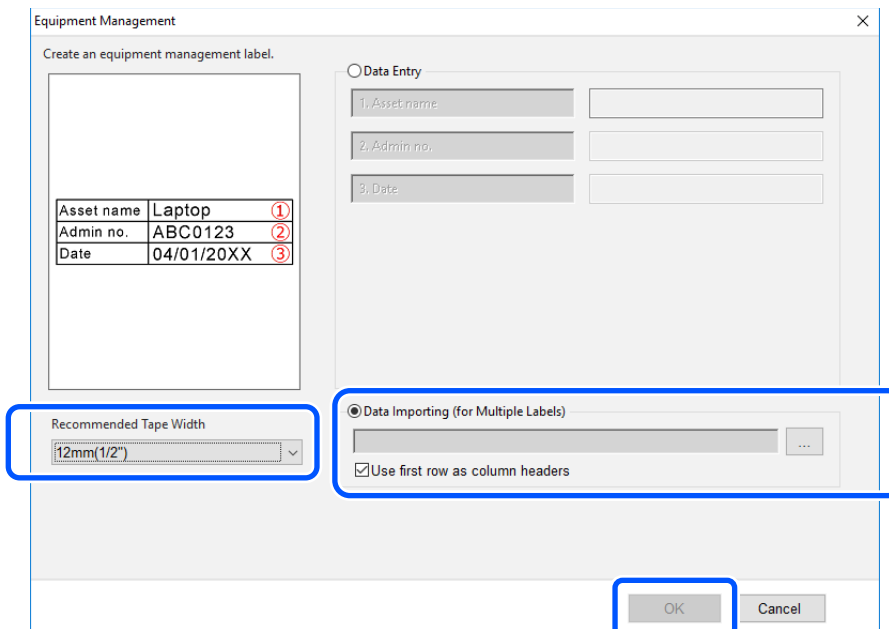 Equipment Management
Create an equipment management label.
Asset name Laptop ①
Admin no. ABC0123 ②
Date 04/01/20XX ③
Recommended Tape Width
12mm(1/2")
Data Entry
1. Asset name
2. Admin no.
3. Date
Data Importing (for Multiple Labels)
...
Use first row as column headers
OK Cancel